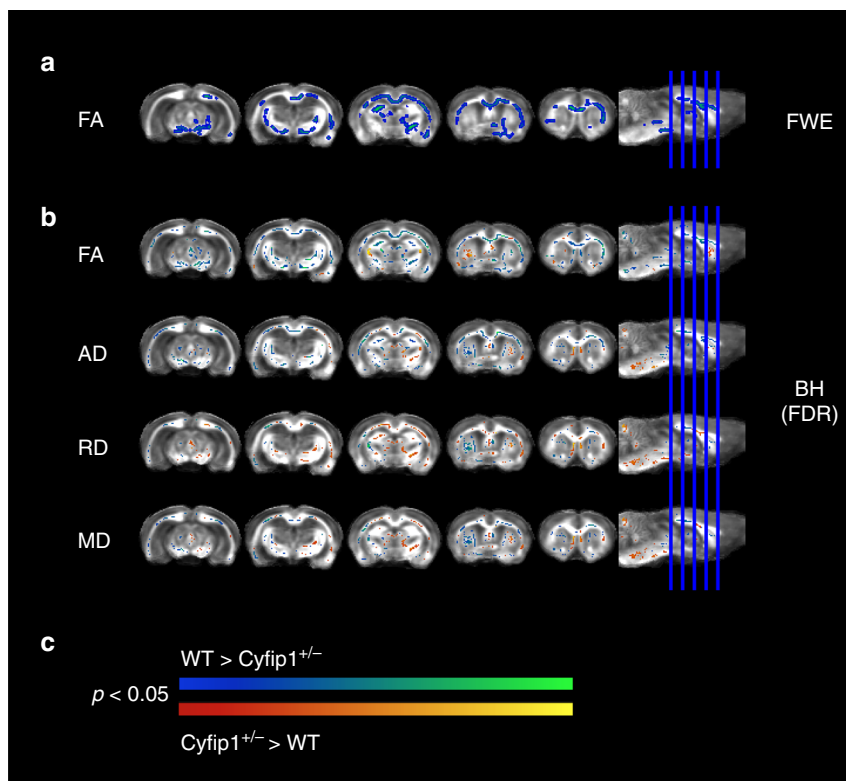 a
FA
FWE
b
FA
AD
RD
MD
BH
(FDR)
c
WT > Cyfip1+/–
p < 0.05
Cyfip1+/– > WT